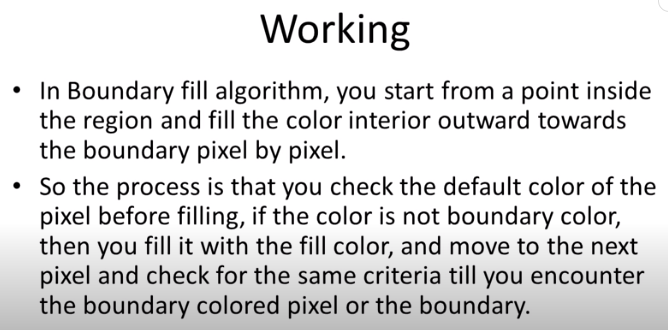 Working
• In Boundary fill algorithm, you start from a point inside
the region and fill the color interior outward towards
the boundary pixel by pixel.
• So the process is that you check the default color of the
pixel before filling, if the color is not boundary color,
then you fill it with the fill color, and move to the next
pixel and check for the same criteria till you encounter
the boundary colored pixel or the boundary.